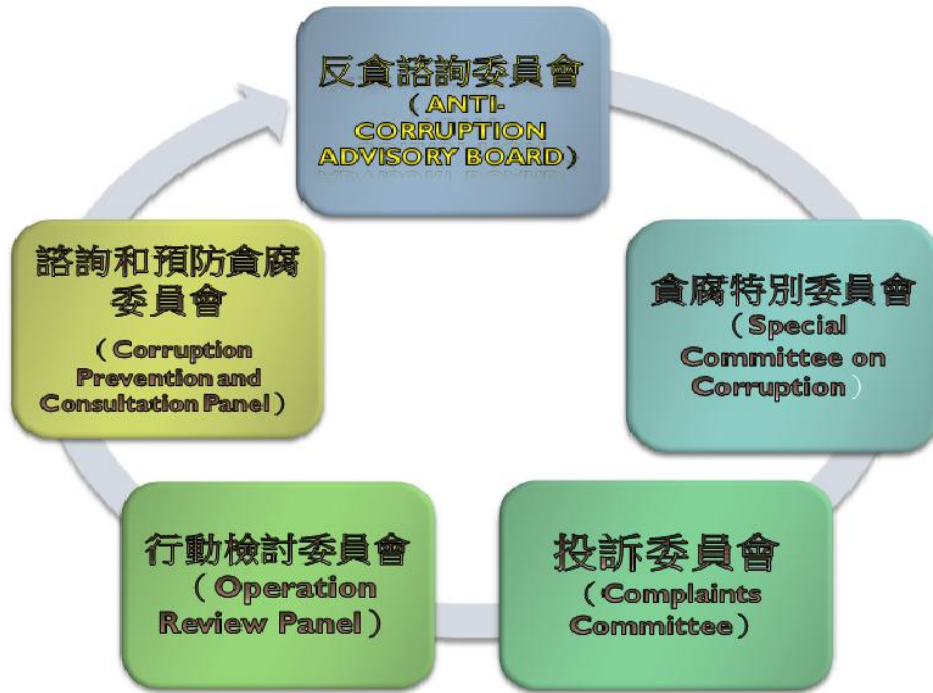 反貪諮詢委員會
（ANTI-
CORRUPTION
ADVISORY BOARD）
貪腐特別委員會
（Special
Committee on
Corruption）
投訴委員會
（Complaints
Committee）
行動檢討委員會
（Operation
Review Panel）
諮詢和預防貪腐
委員會
（Corruption
Prevention and
Consultation Panel）